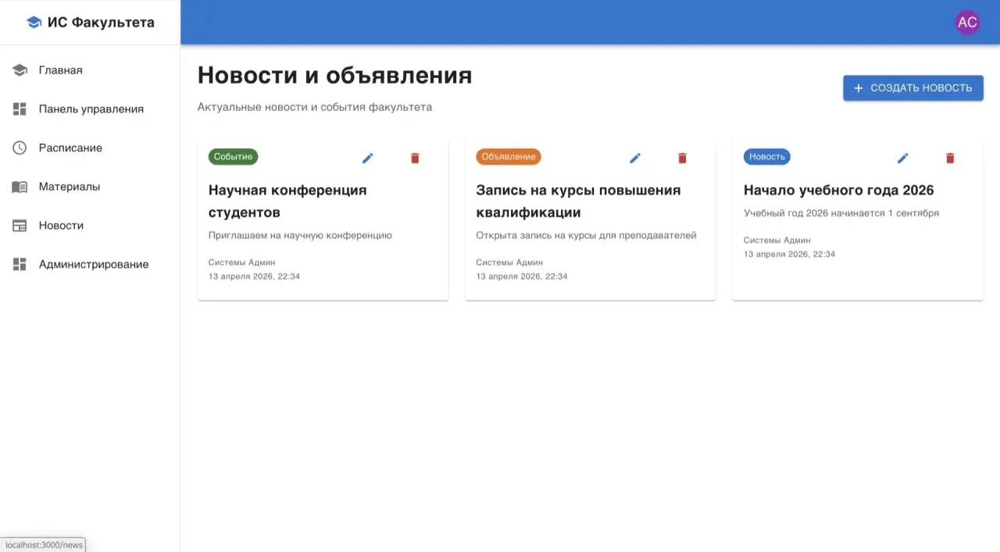 ИС Факультета
АС
Главная
Панель управления
Расписание
Материалы
Новости
Администрирование
Новости и объявления
Актуальные новости и события факультета
+ СОЗДАТЬ НОВОСТЬ
Событие
Научная конференция
студентов
Приглашаем на научную конференцию
Системы Админ
13 апреля 2026, 22:34
Объявление
Запись на курсы повышения
квалификации
Открыта запись на курсы для преподавателей
Системы Админ
13 апреля 2026, 22:34
Новость
Начало учебного года 2026
Учебный год 2026 начинается 1 сентября
Системы Админ
13 апреля 2026, 22:34
localhost:3000/news